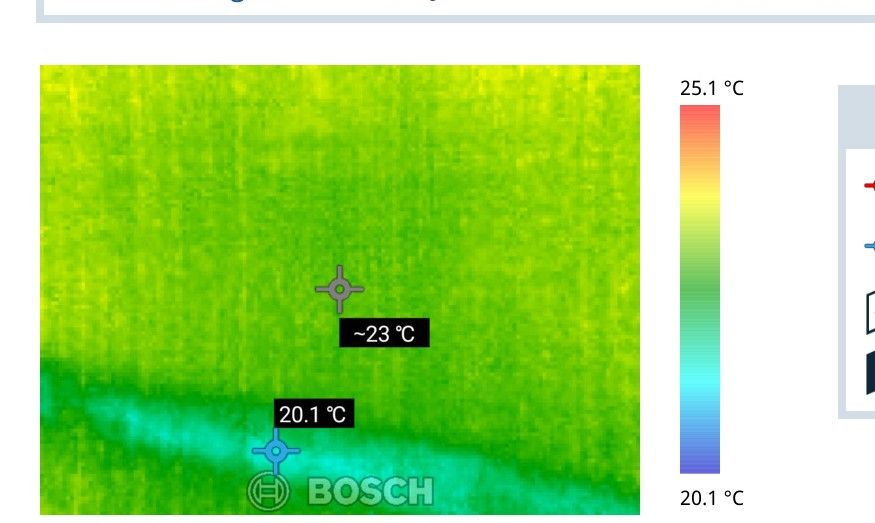 25.1 °C
~23 °C
20.1 °C
BOSCH
20.1 °C